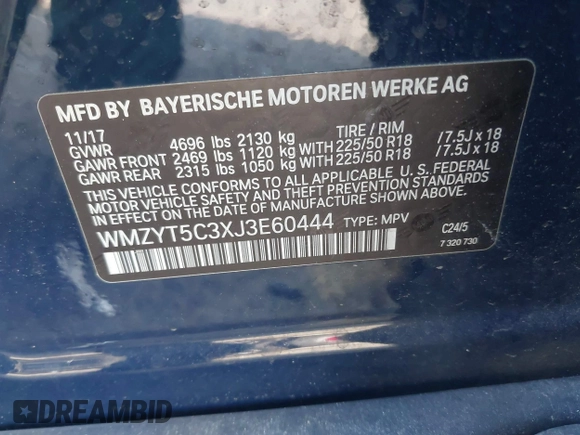 MFD BY BAYERISCHE MOTOREN WERKE AG
11/17 TIRE / RIM
GVWR 4696 lbs 2130 kg
GAWR FRONT 2469 lbs 1120 kg WITH 225/50 R18 / 7.5J x 18
GAWR REAR 2315 lbs 1050 kg WITH 225/50 R18 / 7.5J x 18
THIS VEHICLE CONFORMS TO ALL APPLICABLE U.S. FEDERAL
MOTOR VEHICLE SAFETY AND THEFT PREVENTION STANDARDS
IN EFFECT ON THE DATE OF MANUFACTURE SHOWN ABOVE.
WMZYT5C3XJ3E60444 TYPE: MPV C24/5
7 320 730
DREAMBID